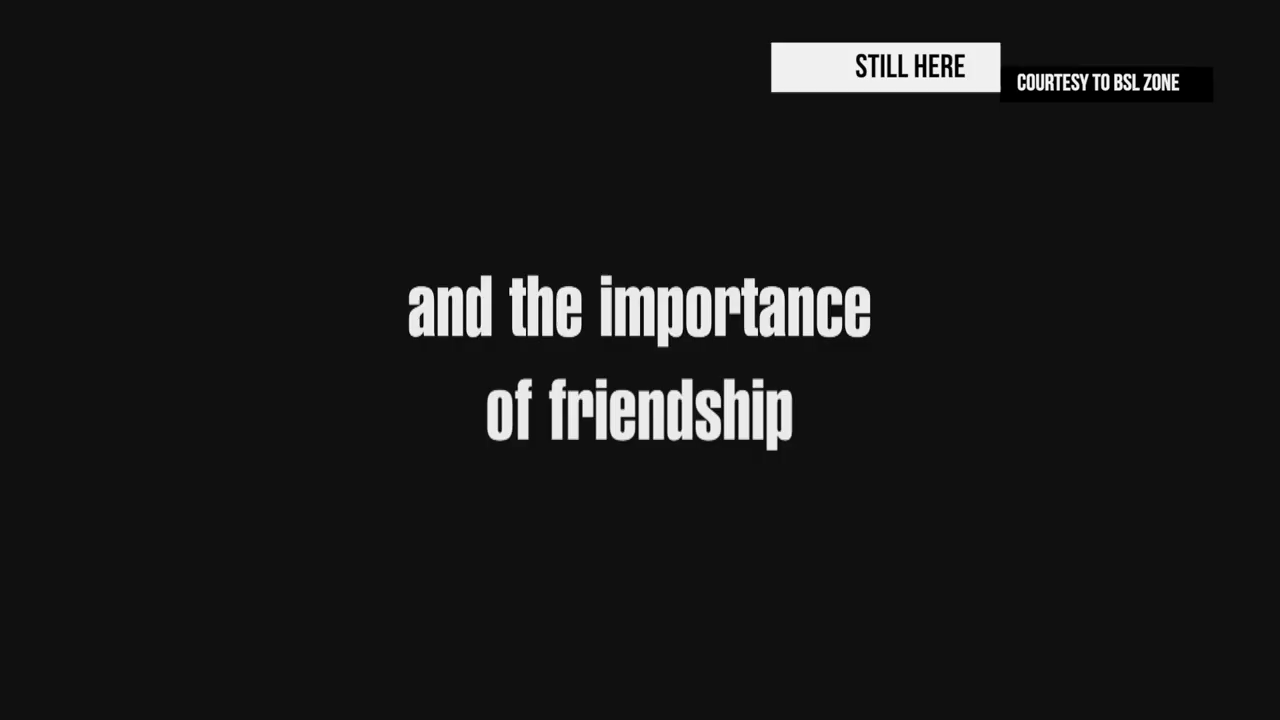 STILL HERE
COURTESY TO BSL ZONE
and the importance
of friendship